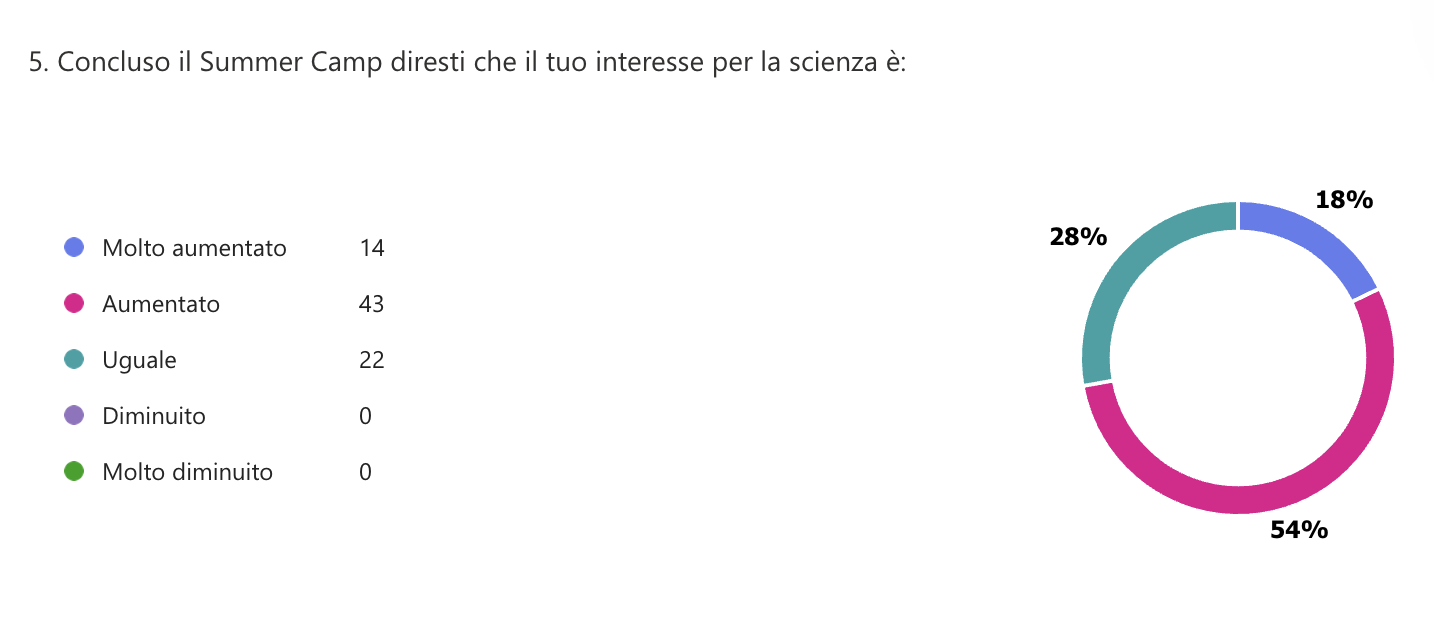 5. Concluso il Summer Camp diresti che il tuo interesse per la scienza è:
Molto aumentato 14
Aumentato 43
Uguale 22
Diminuito 0
Molto diminuito 0
18%
28%
54%